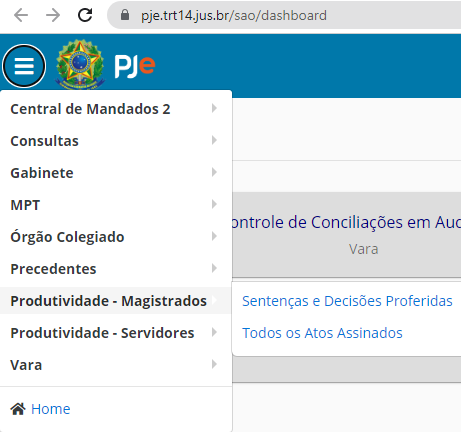 pje.trt14.jus.br/sao/dashboard
PJe
Central de Mandados 2
Consultas
Gabinete
MPT
Órgão Colegiado
Precedentes
Produtividade - Magistrados
Produtividade - Servidores
Vara
Home
ontrole de Conciliações em Aud
Vara
Sentenças e Decisões Proferidas
Todos os Atos Assinados